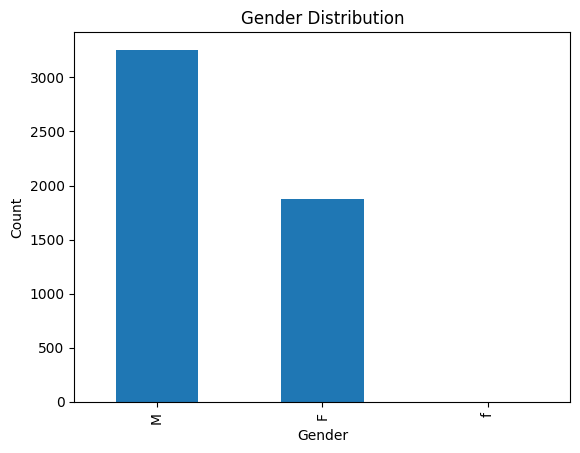 Gender Distribution
3000
2500
2000
1500
1000
500
0
Count
M
F
f
Gender